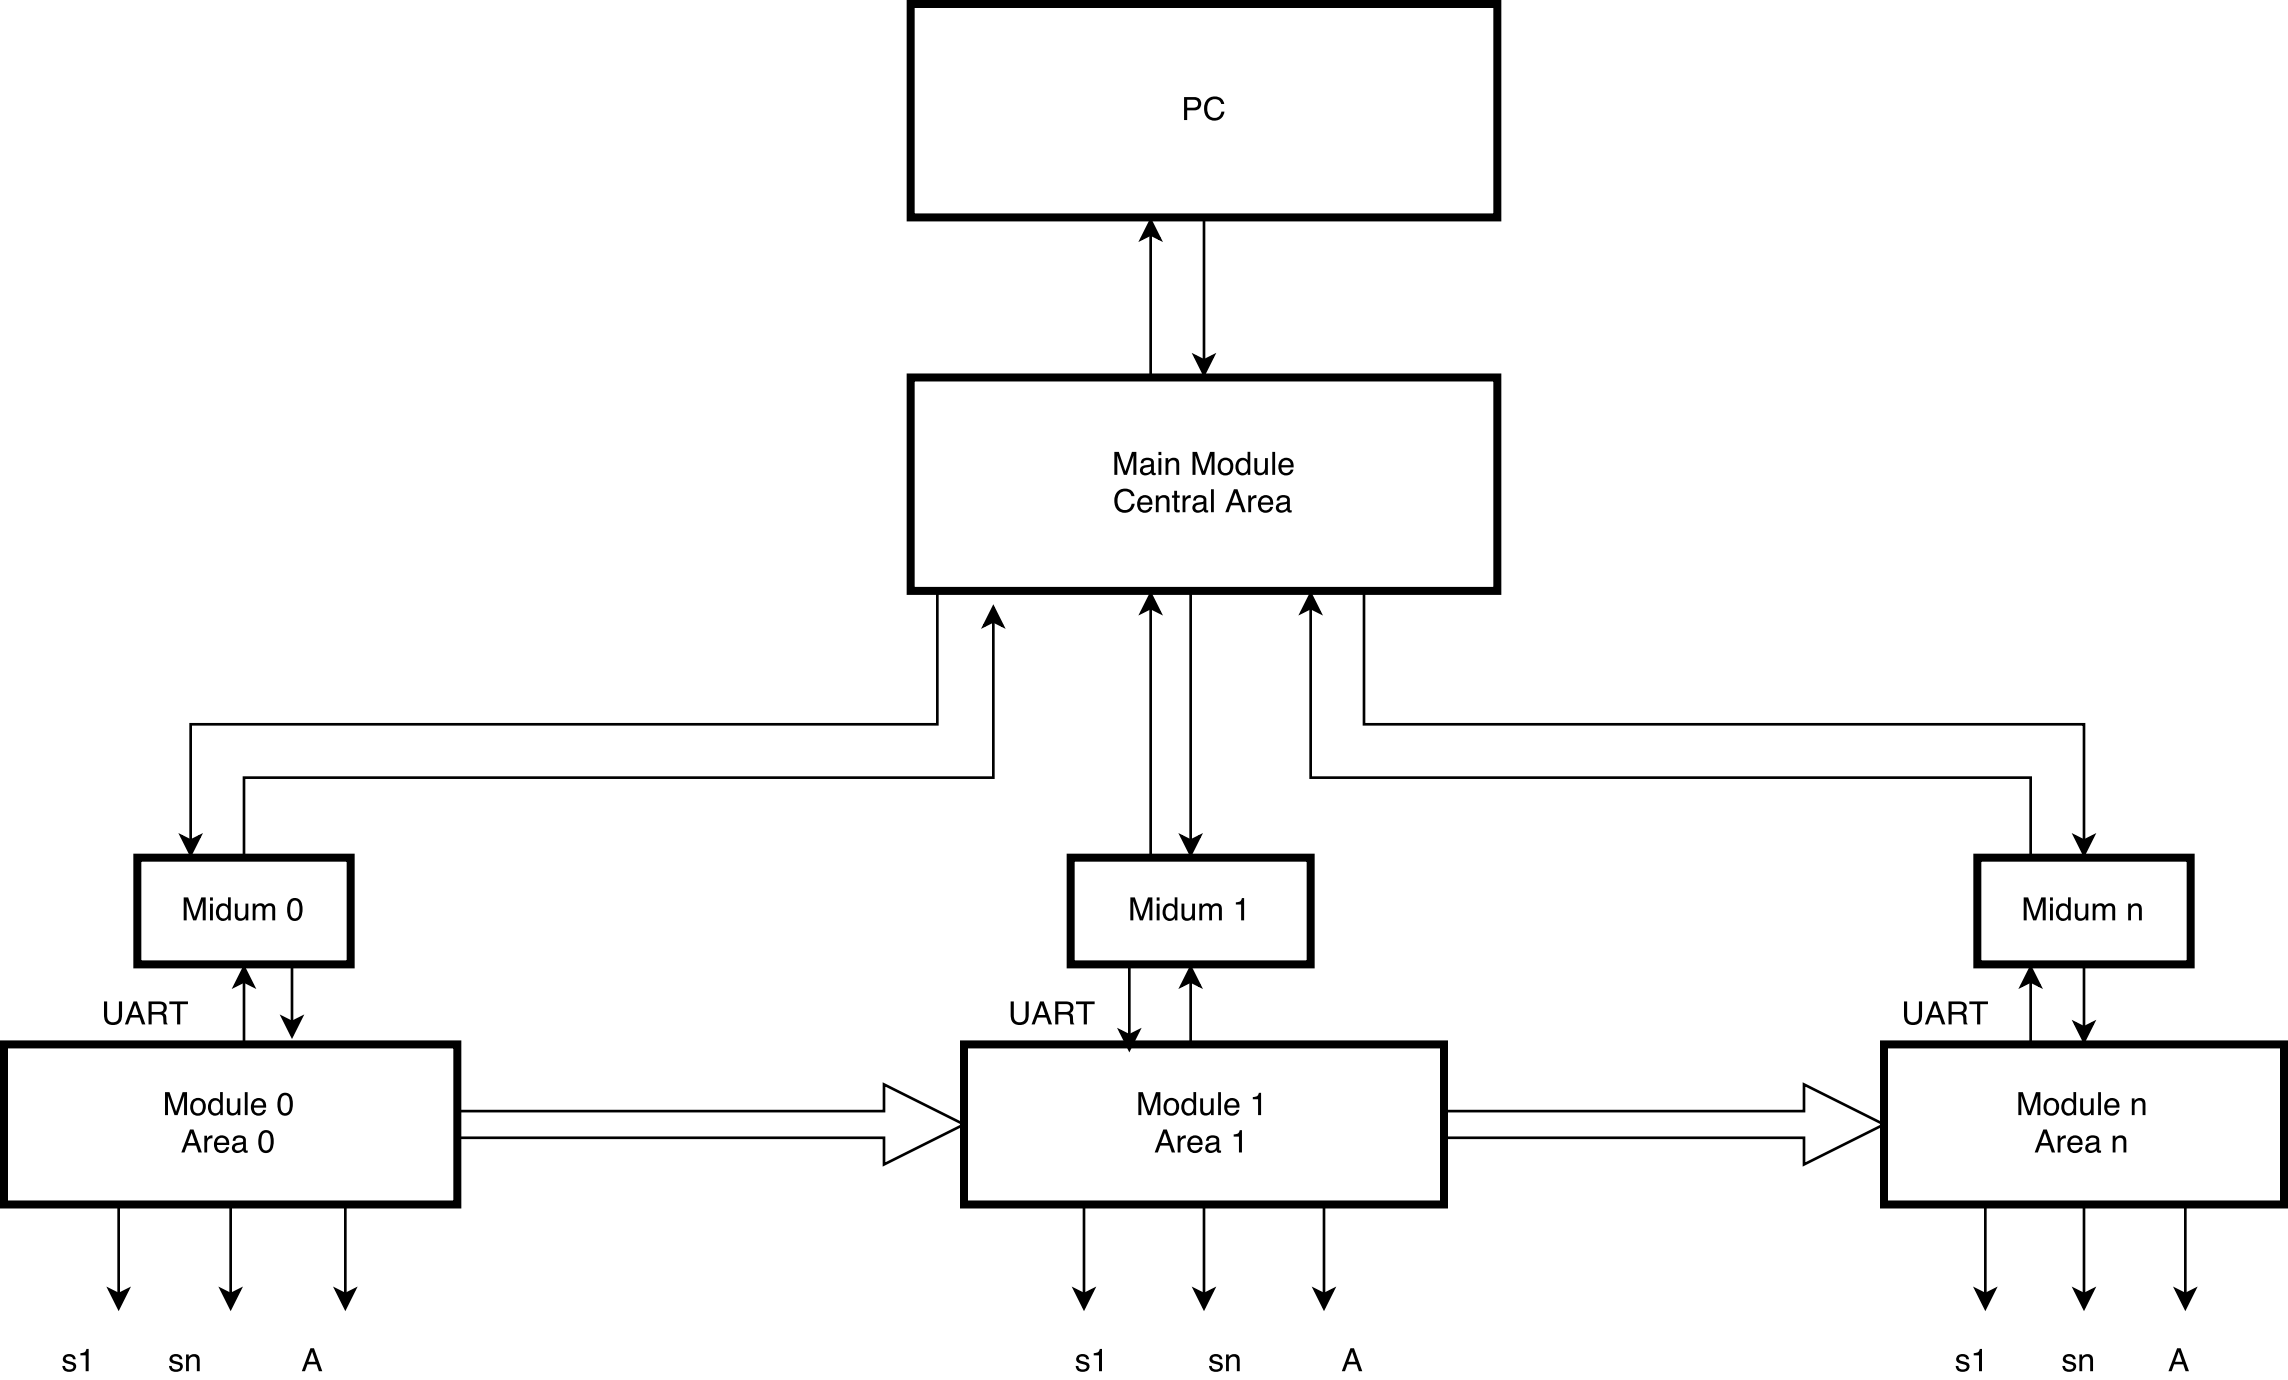 PC
Main Module
Central Area
Midum 0
Midum 1
Midum n
UART
UART
UART
Module 0
Area 0
Module 1
Area 1
Module n
Area n
s1
sn
A
s1
sn
A
s1
sn
A